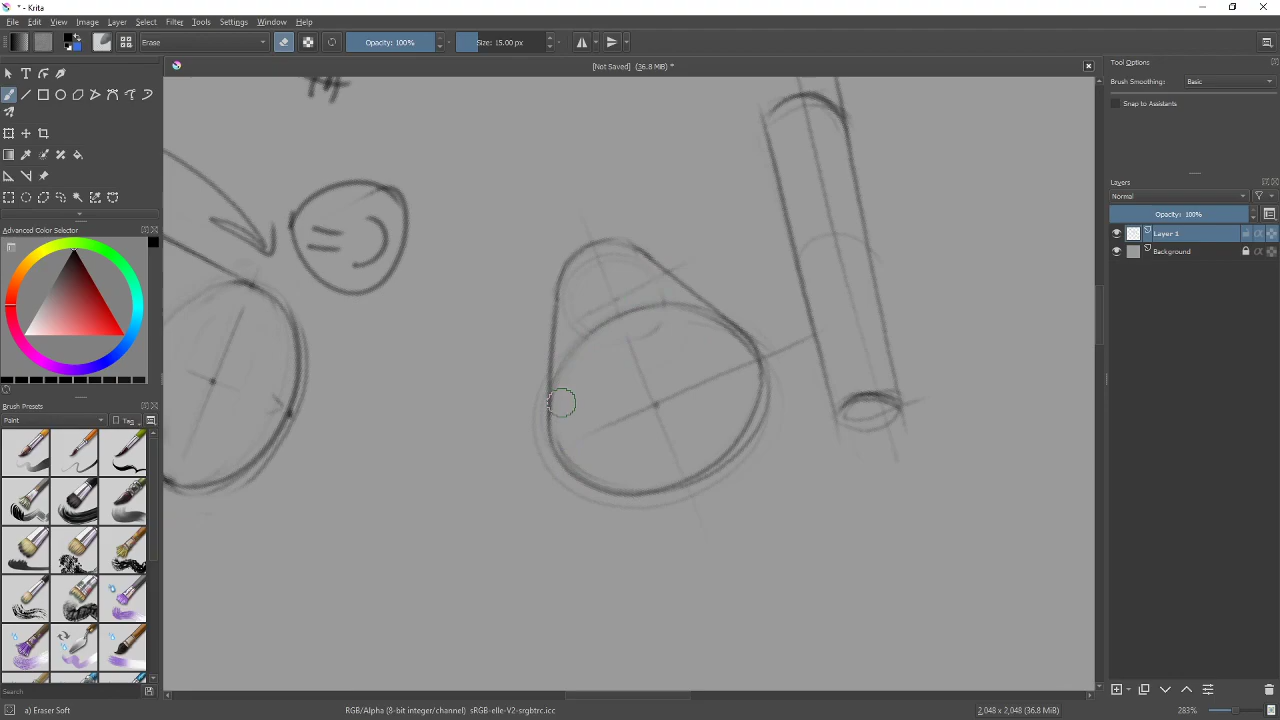 * - Krita
File Edit View Image Layer Select Filter Tools Settings Window Help
Erase Opacity: 100% Size: 15.00 px
[Not Saved] (36.8 MiB) *
Tool Options
Brush Smoothing: Basic
Snap to Assistants
Layers
Normal
Opacity: 100%
Layer 1
Background
Advanced Color Selector
Brush Presets
Paint Tag
Search
a) Eraser Soft RGB/Alpha (8-bit integer/channel) sRGB-elle-V2-srgbtrc.icc 2,048 x 2,048 (36.8 MiB) 283%